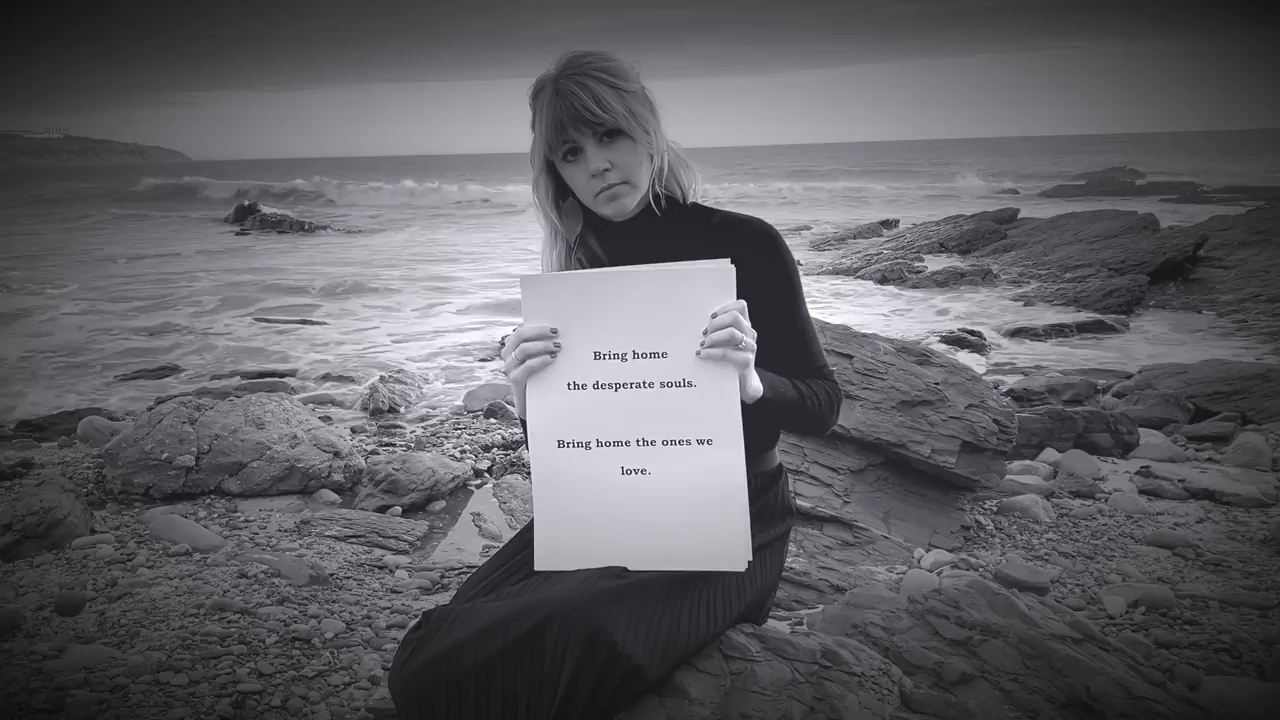 Bring home
the desperate souls.
Bring home the ones we
love.